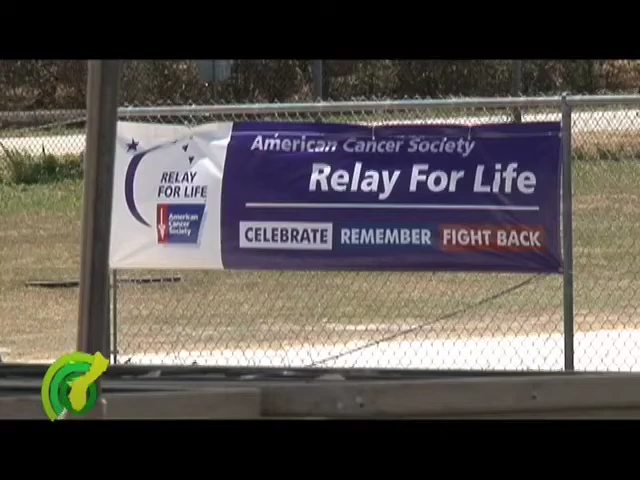 RELAY
FOR LIFE
American
Cancer
Society
American Cancer Society
Relay For Life
CELEBRATE REMEMBER FIGHT BACK